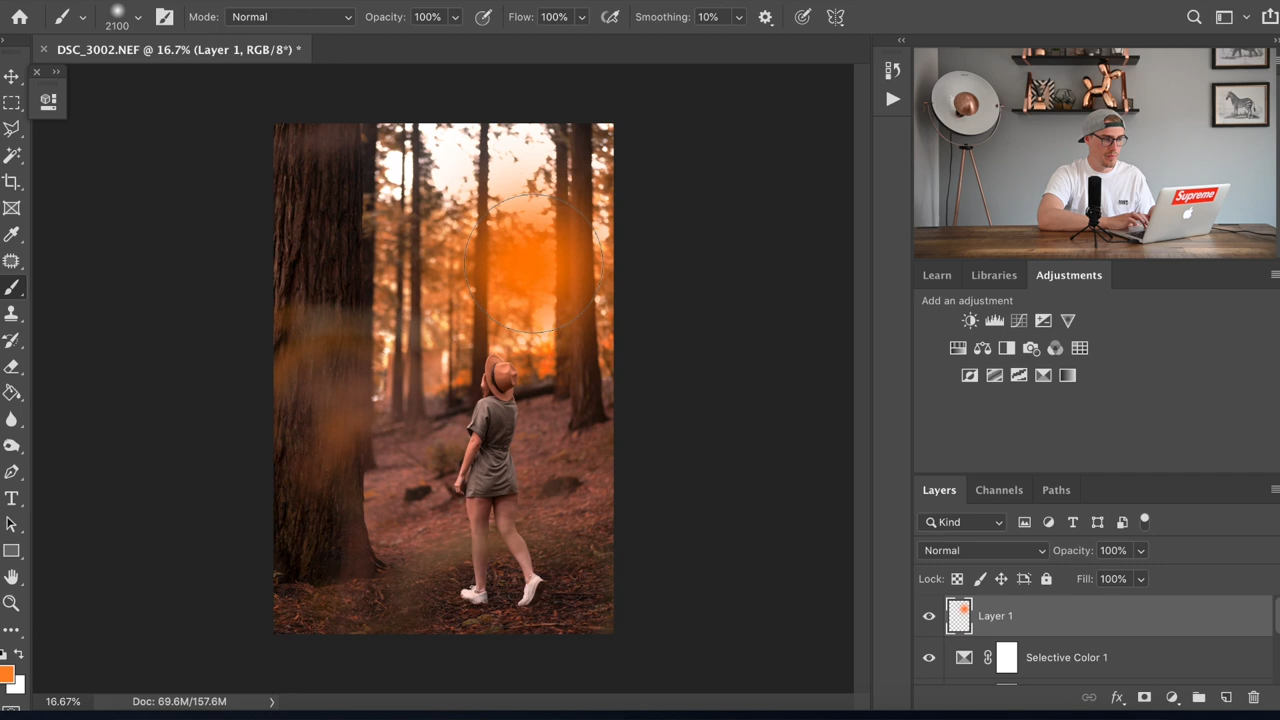 2100
Mode: Normal
Opacity: 100%
Flow: 100%
Smoothing: 10%
DSC_3002.NEF @ 16.7% (Layer 1, RGB/8*) *
Supreme
Learn
Libraries
Adjustments
Add an adjustment
Layers
Channels
Paths
Kind
Normal
Opacity: 100%
Lock:
Fill: 100%
Layer 1
Selective Color 1
fx
16.67%
Doc: 69.6M/157.6M